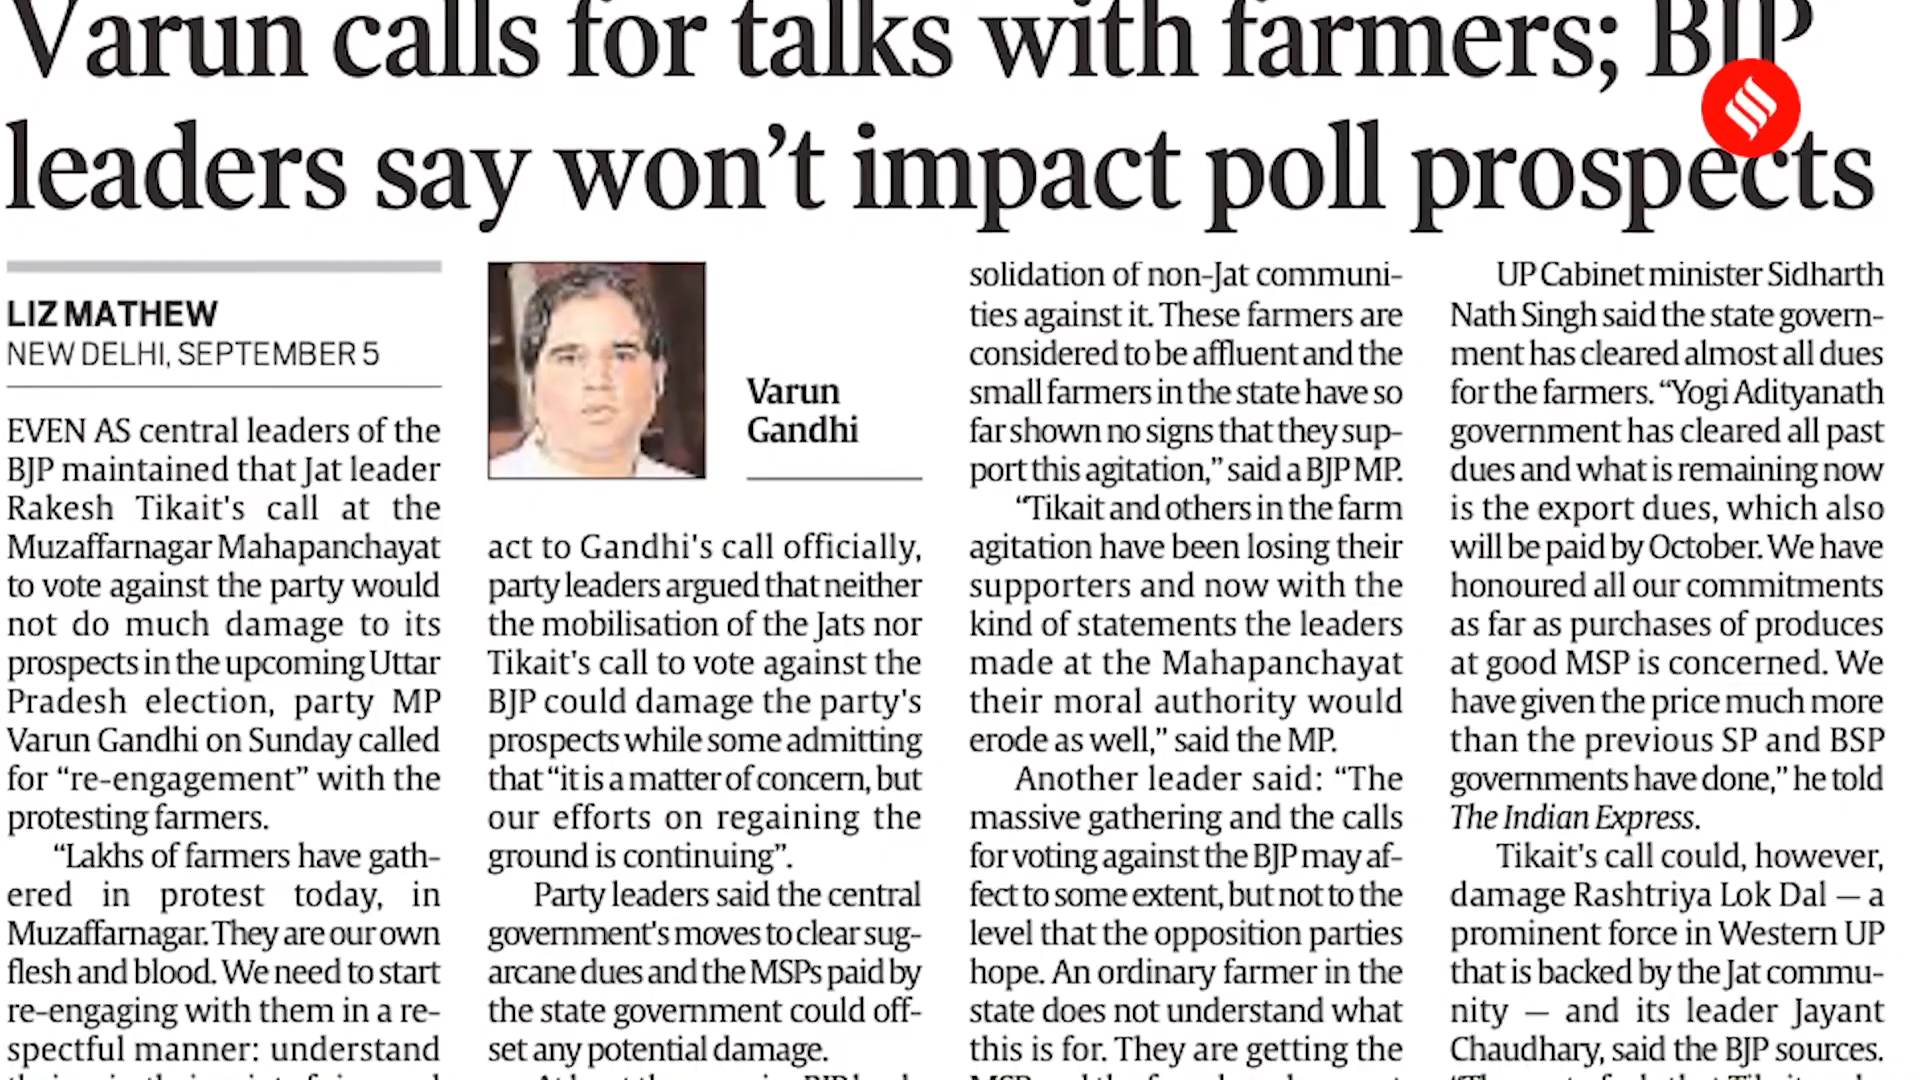 Varun calls for talks with farmers; BJP
leaders say won't impact poll prospects
LIZ MATHEW
NEW DELHI, SEPTEMBER 5
EVEN AS central leaders of the
BJP maintained that Jat leader
Rakesh Tikait's call at the
Muzaffarnagar Mahapanchayat
to vote against the party would
not do much damage to its
prospects in the upcoming Uttar
Pradesh election, party MP
Varun Gandhi on Sunday called
for “re-engagement” with the
protesting farmers.
“Lakhs of farmers have gath-
ered in protest today, in
Muzaffarnagar. They are our own
flesh and blood. We need to start
re-engaging with them in a re-
spectful manner: understand
Varun
Gandhi
act to Gandhi's call officially,
party leaders argued that neither
the mobilisation of the Jats nor
Tikait's call to vote against the
BJP could damage the party's
prospects while some admitting
that “it is a matter of concern, but
our efforts on regaining the
ground is continuing”.
Party leaders said the central
government's moves to clear sug-
arcane dues and the MSPs paid by
the state government could off-
set any potential damage.
solidation of non-Jat communi-
ties against it. These farmers are
considered to be affluent and the
small farmers in the state have so
far shown no signs that they sup-
port this agitation,” said a BJP MP.
“Tikait and others in the farm
agitation have been losing their
supporters and now with the
kind of statements the leaders
made at the Mahapanchayat
their moral authority would
erode as well,” said the MP.
Another leader said: “The
massive gathering and the calls
for voting against the BJP may af-
fect to some extent, but not to the
level that the opposition parties
hope. An ordinary farmer in the
state does not understand what
this is for. They are getting the
UP Cabinet minister Sidharth
Nath Singh said the state govern-
ment has cleared almost all dues
for the farmers. “Yogi Adityanath
government has cleared all past
dues and what is remaining now
is the export dues, which also
will be paid by October. We have
honoured all our commitments
as far as purchases of produces
at good MSP is concerned. We
have given the price much more
than the previous SP and BSP
governments have done,” he told
The Indian Express.
Tikait's call could, however,
damage Rashtriya Lok Dal — a
prominent force in Western UP
that is backed by the Jat commu-
nity — and its leader Jayant
Chaudhary, said the BJP sources.